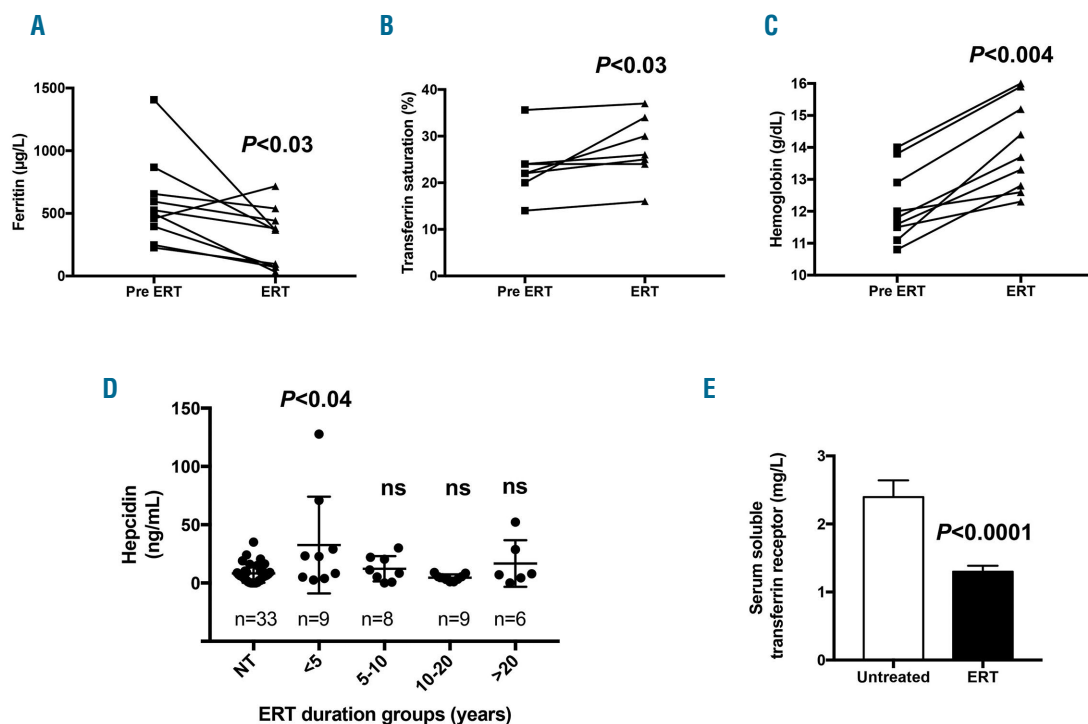 A
B
C
P<0.03
P<0.03
P<0.004
Ferritin (µg/L)
1500
1000
500
0
Pre ERT
ERT
Transferrin saturation (%)
40
30
20
10
0
Pre ERT
ERT
Hemoglobin (g/dL)
16
15
14
13
12
11
10
Pre ERT
ERT
D
E
P<0.04
Hepcidin
(ng/mL)
150
100
50
0
ns
ns
ns
n=33
n=9
n=8
n=9
n=6
NT
<5
5-10
10-20
>20
ERT duration groups (years)
Serum soluble
transferrin receptor (mg/L)
3
2
1
0
P<0.0001
Untreated
ERT